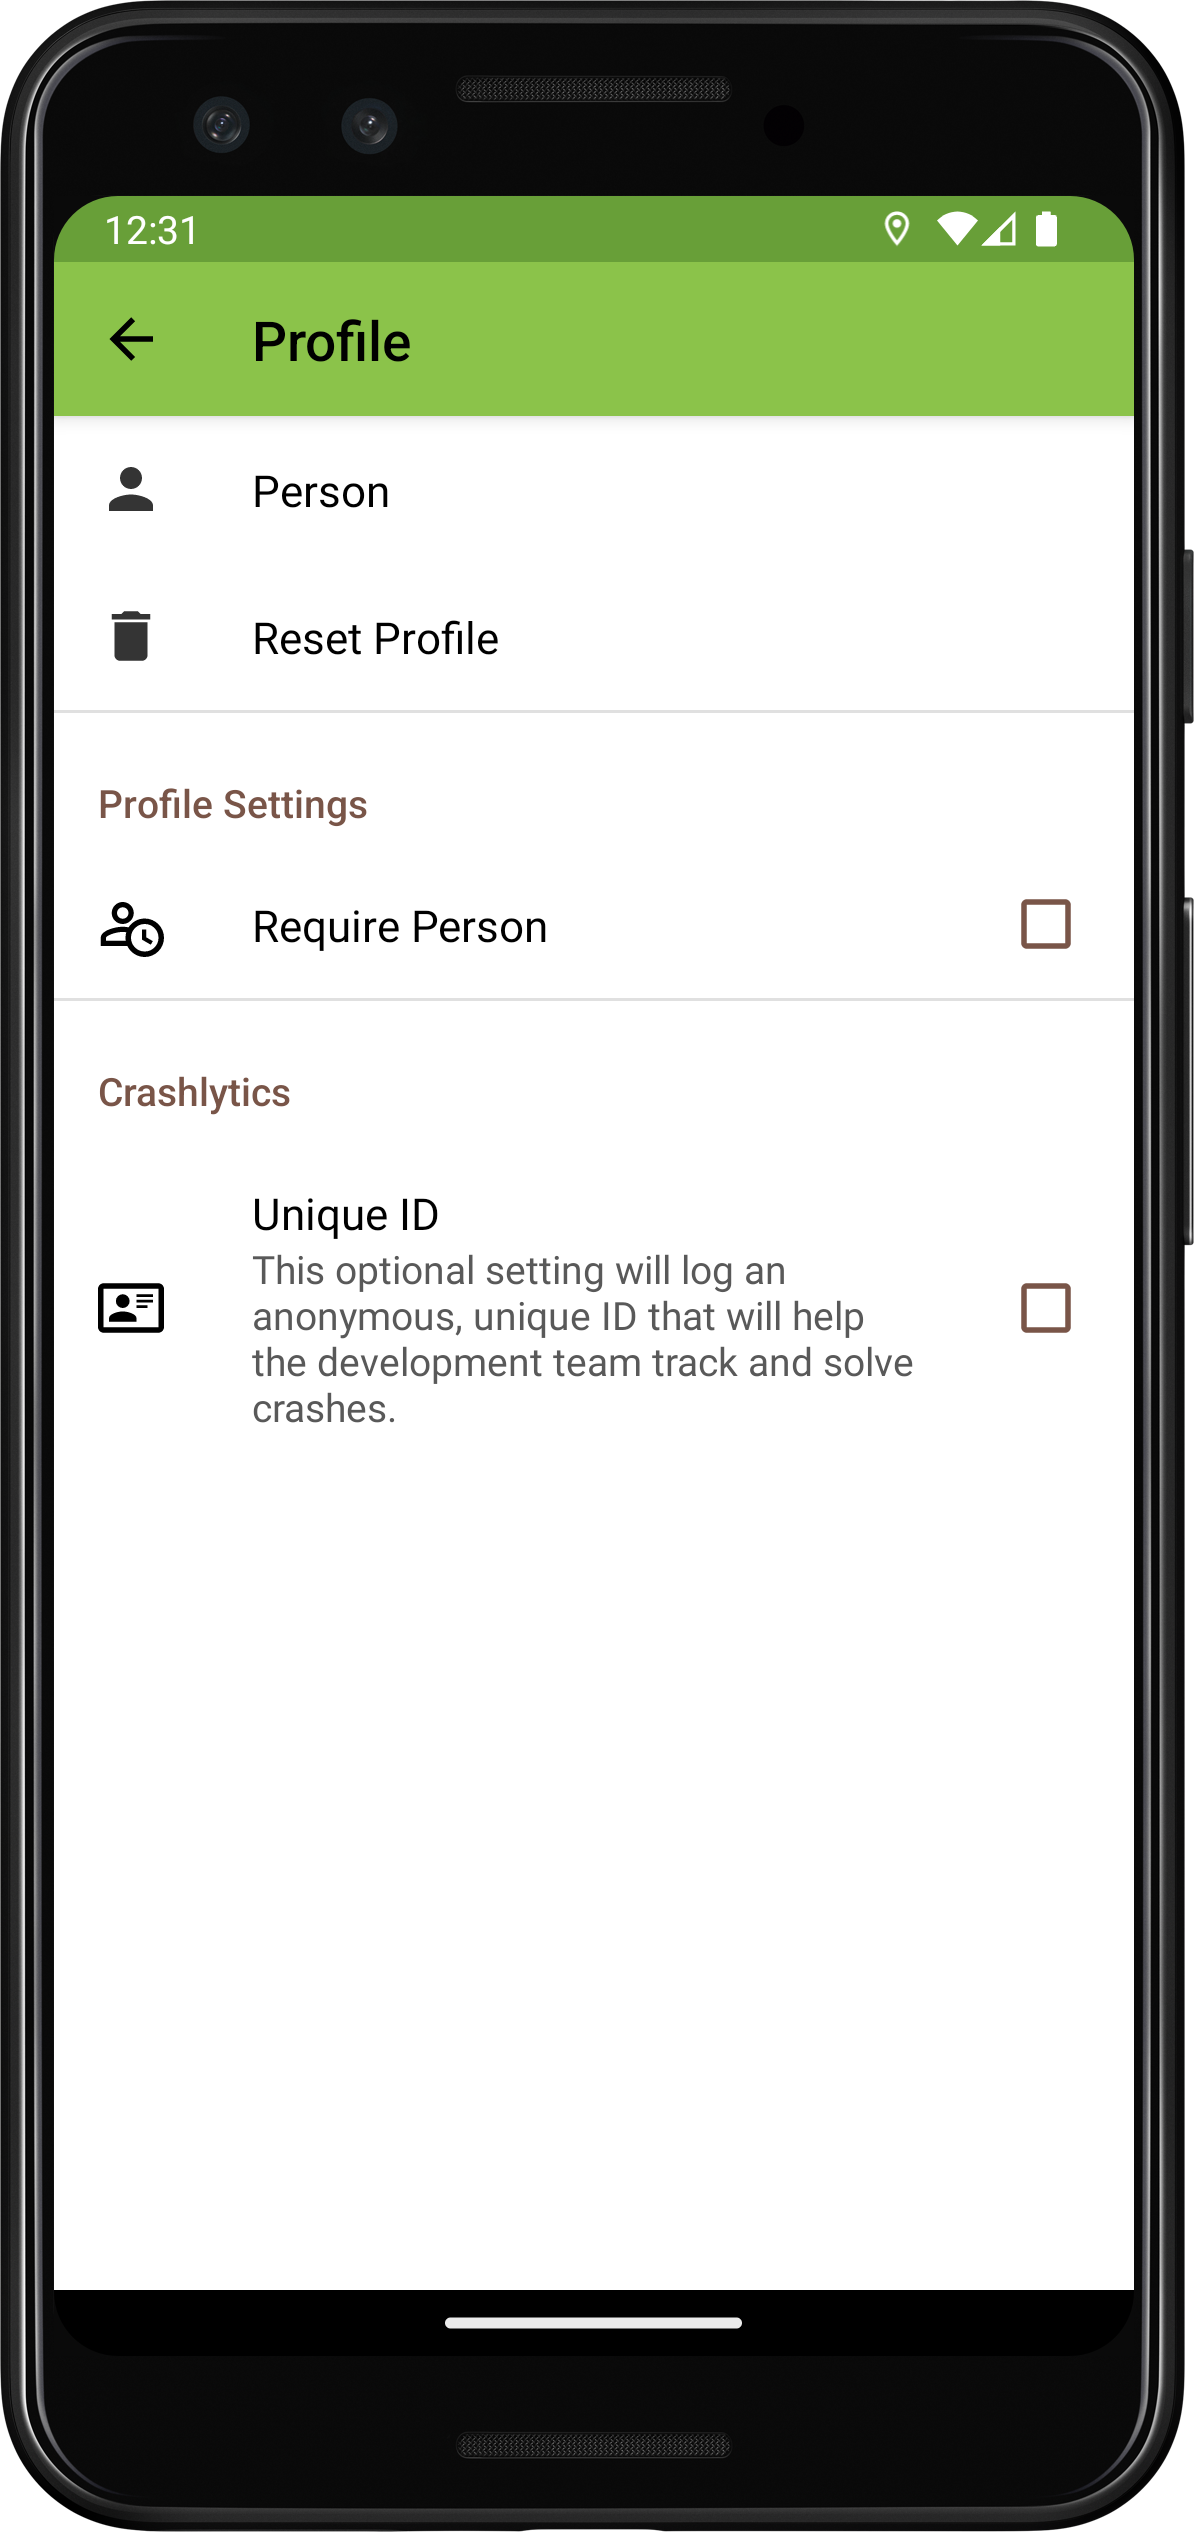 12:31
Profile
Person
Reset Profile
Profile Settings
Require Person
Crashlytics
Unique ID
This optional setting will log an
anonymous, unique ID that will help
the development team track and solve
crashes.